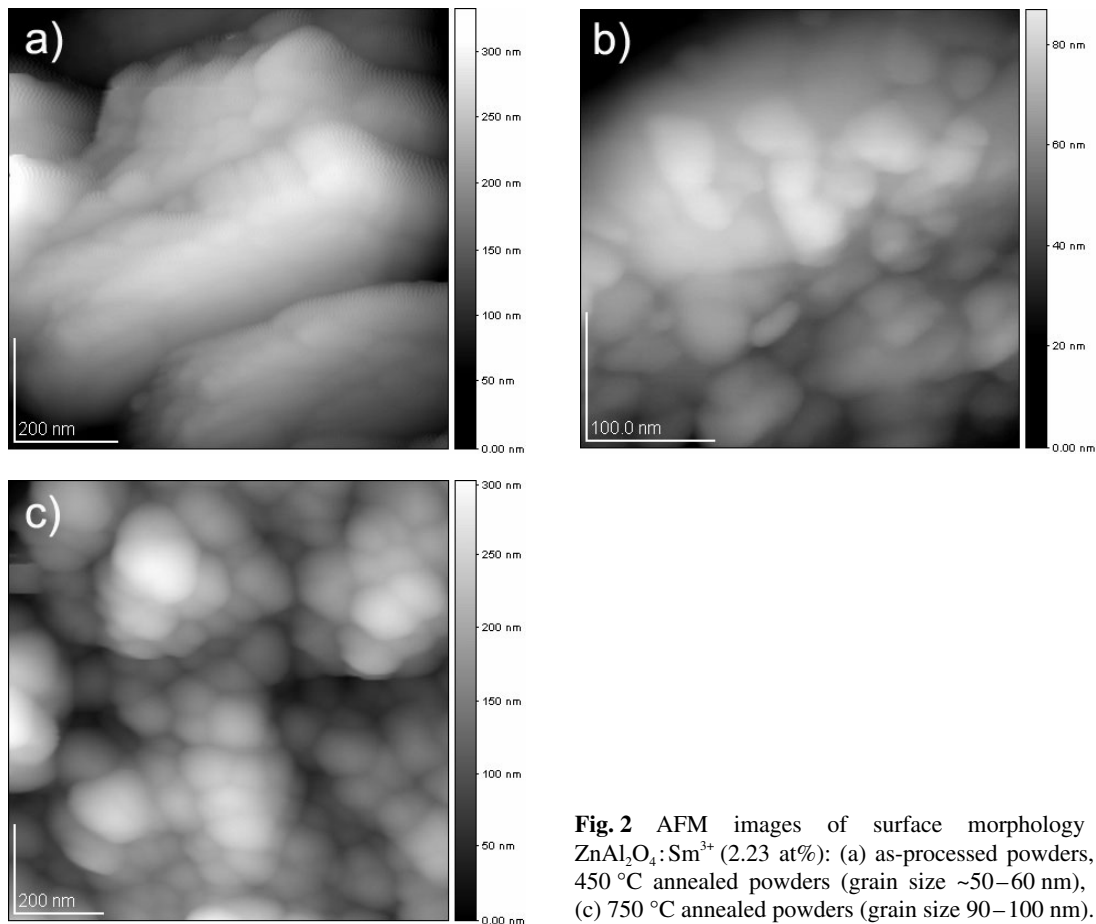 a)
300 nm
250 nm
200 nm
150 nm
100 nm
50 nm
0.00 nm
200 nm
b)
80 nm
60 nm
40 nm
20 nm
0.00 nm
100.0 nm
c)
300 nm
250 nm
200 nm
150 nm
100 nm
50 nm
0.00 nm
200 nm
Fig. 2 AFM images of surface morphology
ZnAl₂O₄:Sm³⁺ (2.23 at%): (a) as-processed powders,
450 °C annealed powders (grain size ~50–60 nm),
(c) 750 °C annealed powders (grain size 90–100 nm).